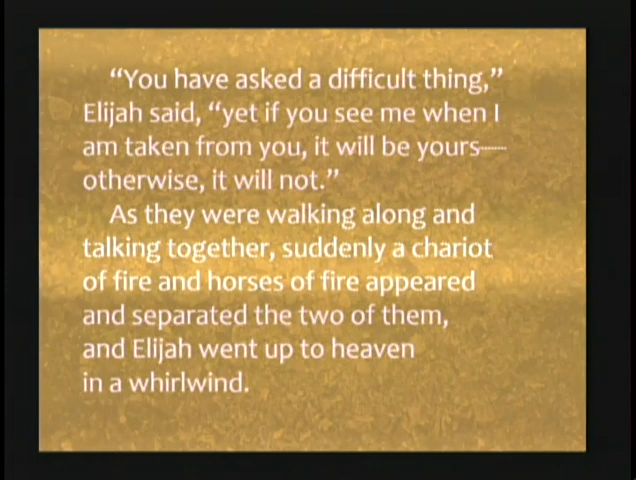 “You have asked a difficult thing,”
Elijah said, “yet if you see me when I
am taken from you, it will be yours—
otherwise, it will not.”
As they were walking along and
talking together, suddenly a chariot
of fire and horses of fire appeared
and separated the two of them,
and Elijah went up to heaven
in a whirlwind.